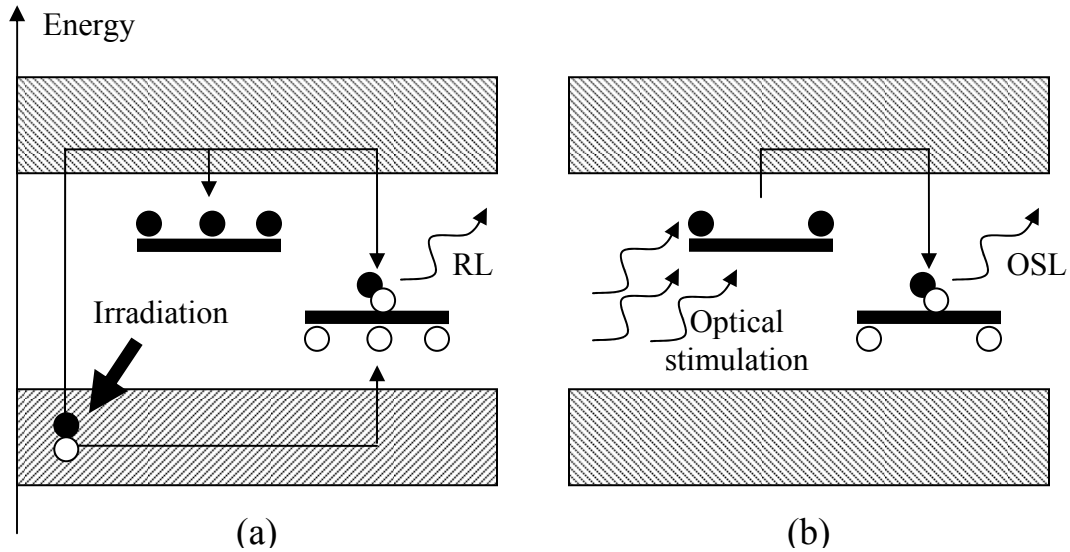 Energy
RL
Irradiation
(a)
OSL
Optical
stimulation
(b)